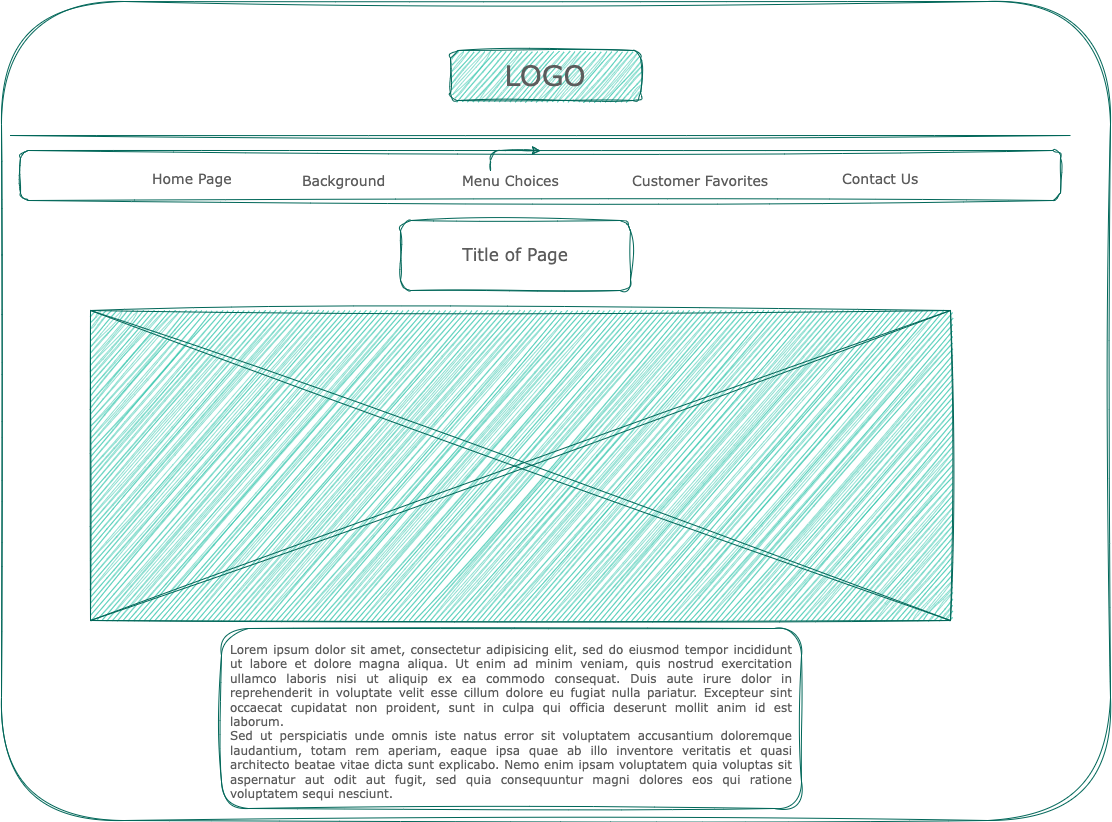 LOGO
Home Page
Background
Menu Choices
Customer Favorites
Contact Us
Title of Page
Lorem ipsum dolor sit amet, consectetur adipisicing elit, sed do eiusmod tempor incididunt
ut labore et dolore magna aliqua. Ut enim ad minim veniam, quis nostrud exercitation
ullamco laboris nisi ut aliquip ex ea commodo consequat. Duis aute irure dolor in
reprehenderit in voluptate velit esse cillum dolore eu fugiat nulla pariatur. Excepteur sint
occaecat cupidatat non proident, sunt in culpa qui officia deserunt mollit anim id est
laborum.
Sed ut perspiciatis unde omnis iste natus error sit voluptatem accusantium doloremque
laudantium, totam rem aperiam, eaque ipsa quae ab illo inventore veritatis et quasi
architecto beatae vitae dicta sunt explicabo. Nemo enim ipsam voluptatem quia voluptas sit
aspernatur aut odit aut fugit, sed quia consequuntur magni dolores eos qui ratione
voluptatem sequi nesciunt.